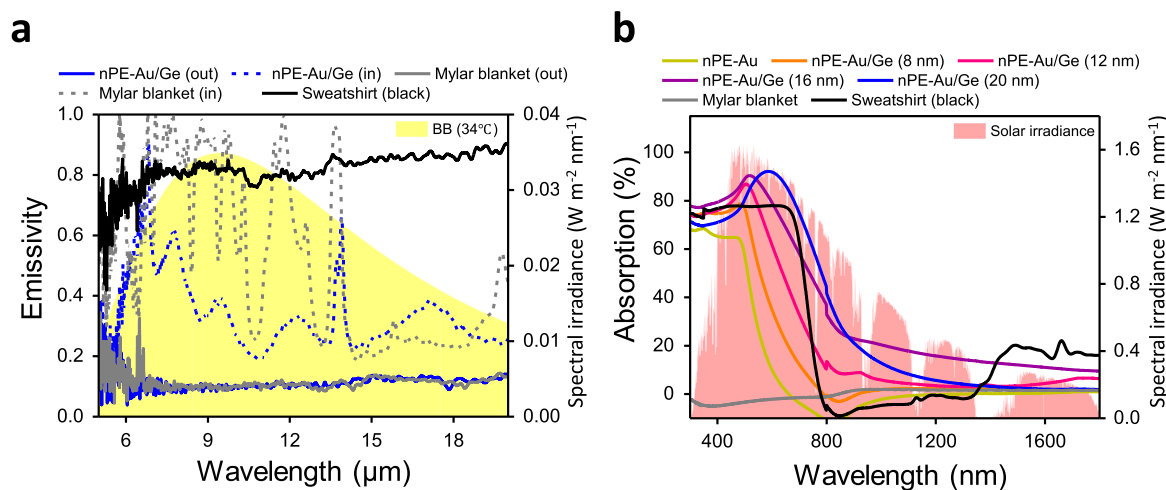 a
nPE-Au/Ge (out) nPE-Au/Ge (in) Mylar blanket (out)
Mylar blanket (in) Sweatshirt (black)
1.0
0.8
0.6
0.4
0.2
0.0
Emissivity
BB (34℃)
0.04
0.03
0.02
0.01
0.00
Spectral irradiance (W m⁻² nm⁻¹)
6 9 12 15 18
Wavelength (µm)
b
nPE-Au nPE-Au/Ge (8 nm) nPE-Au/Ge (12 nm)
nPE-Au/Ge (16 nm) nPE-Au/Ge (20 nm)
Mylar blanket Sweatshirt (black)
Solar irradiance
100
80
60
40
20
0
Absorption (%)
1.6
1.2
0.8
0.4
0.0
Spectral irradiance (W m⁻² nm⁻¹)
400 800 1200 1600
Wavelength (nm)